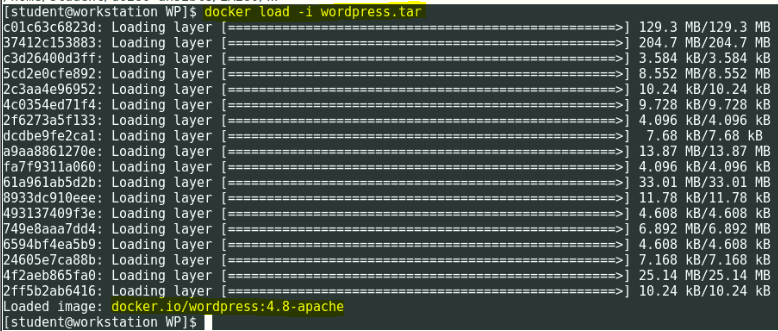 [student@workstation WP]$ docker load -i wordpress.tar
c01c63c6823d: Loading layer [==================================================>] 129.3 MB/129.3 MB
37412c153883: Loading layer [==================================================>] 204.7 MB/204.7 MB
c3d26400d3ff: Loading layer [==================================================>] 3.584 kB/3.584 kB
5cd2e0cfe892: Loading layer [==================================================>] 8.552 MB/8.552 MB
2c3aa4e96952: Loading layer [==================================================>] 10.24 kB/10.24 kB
4c0354ed71f4: Loading layer [==================================================>] 9.728 kB/9.728 kB
2f6273a5f133: Loading layer [==================================================>] 4.096 kB/4.096 kB
dcdbe9fe2ca1: Loading layer [==================================================>]  7.68 kB/7.68 kB
a9aa8861270e: Loading layer [==================================================>] 13.87 MB/13.87 MB
fa7f9311a060: Loading layer [==================================================>] 4.096 kB/4.096 kB
61a961ab5d2b: Loading layer [==================================================>] 33.01 MB/33.01 MB
8933dc910eee: Loading layer [==================================================>] 11.78 kB/11.78 kB
493137409f3e: Loading layer [==================================================>] 4.608 kB/4.608 kB
749e8aaa7dd4: Loading layer [==================================================>] 6.892 MB/6.892 MB
6594bf4ea5b9: Loading layer [==================================================>] 4.608 kB/4.608 kB
24605e7ca88b: Loading layer [==================================================>] 7.168 kB/7.168 kB
4f2aeb865fa0: Loading layer [==================================================>] 25.14 MB/25.14 MB
2ff5b2ab6416: Loading layer [==================================================>] 10.24 kB/10.24 kB
Loaded image: docker.io/wordpress:4.8-apache
[student@workstation WP]$